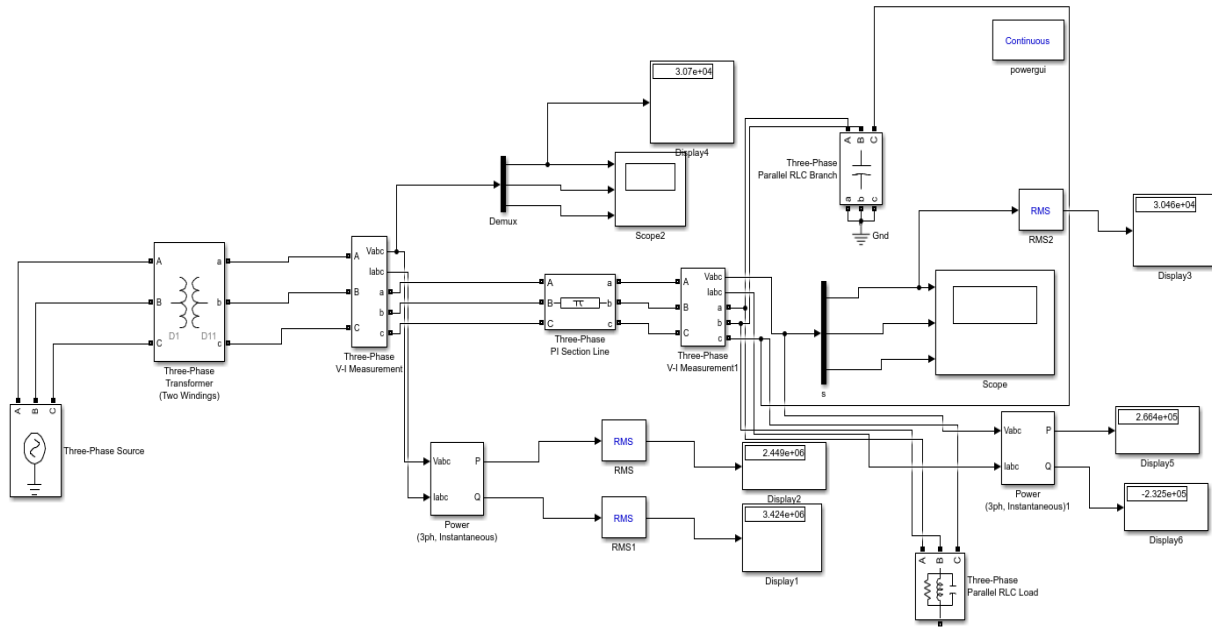 Continuous
powergui
3.07e+04
Display4
A B C
a b c
Three-Phase
Parallel RLC Branch
Gnd
Demux
Scope2
RMS
RMS2
3.046e+04
Display3
A
B
C
D1
D11
a
b
c
Three-Phase
Transformer
(Two Windings)
A
B
C
Vabc
Iabc
a
b
c
Three-Phase
V-I Measurement
A
B
C
a
b
c
Three-Phase
PI Section Line
A
B
C
Vabc
Iabc
a
b
c
Three-Phase
V-I Measurement1
s
Scope
A B C
Three-Phase Source
Vabc
Iabc
P
Q
Power
(3ph, Instantaneous)
RMS
RMS
RMS
RMS1
2.449e+06
Display2
3.424e+06
Display1
Vabc
Iabc
P
Q
Power
(3ph, Instantaneous)1
2.664e+05
Display5
-2.325e+05
Display6
A B C
Three-Phase
Parallel RLC Load